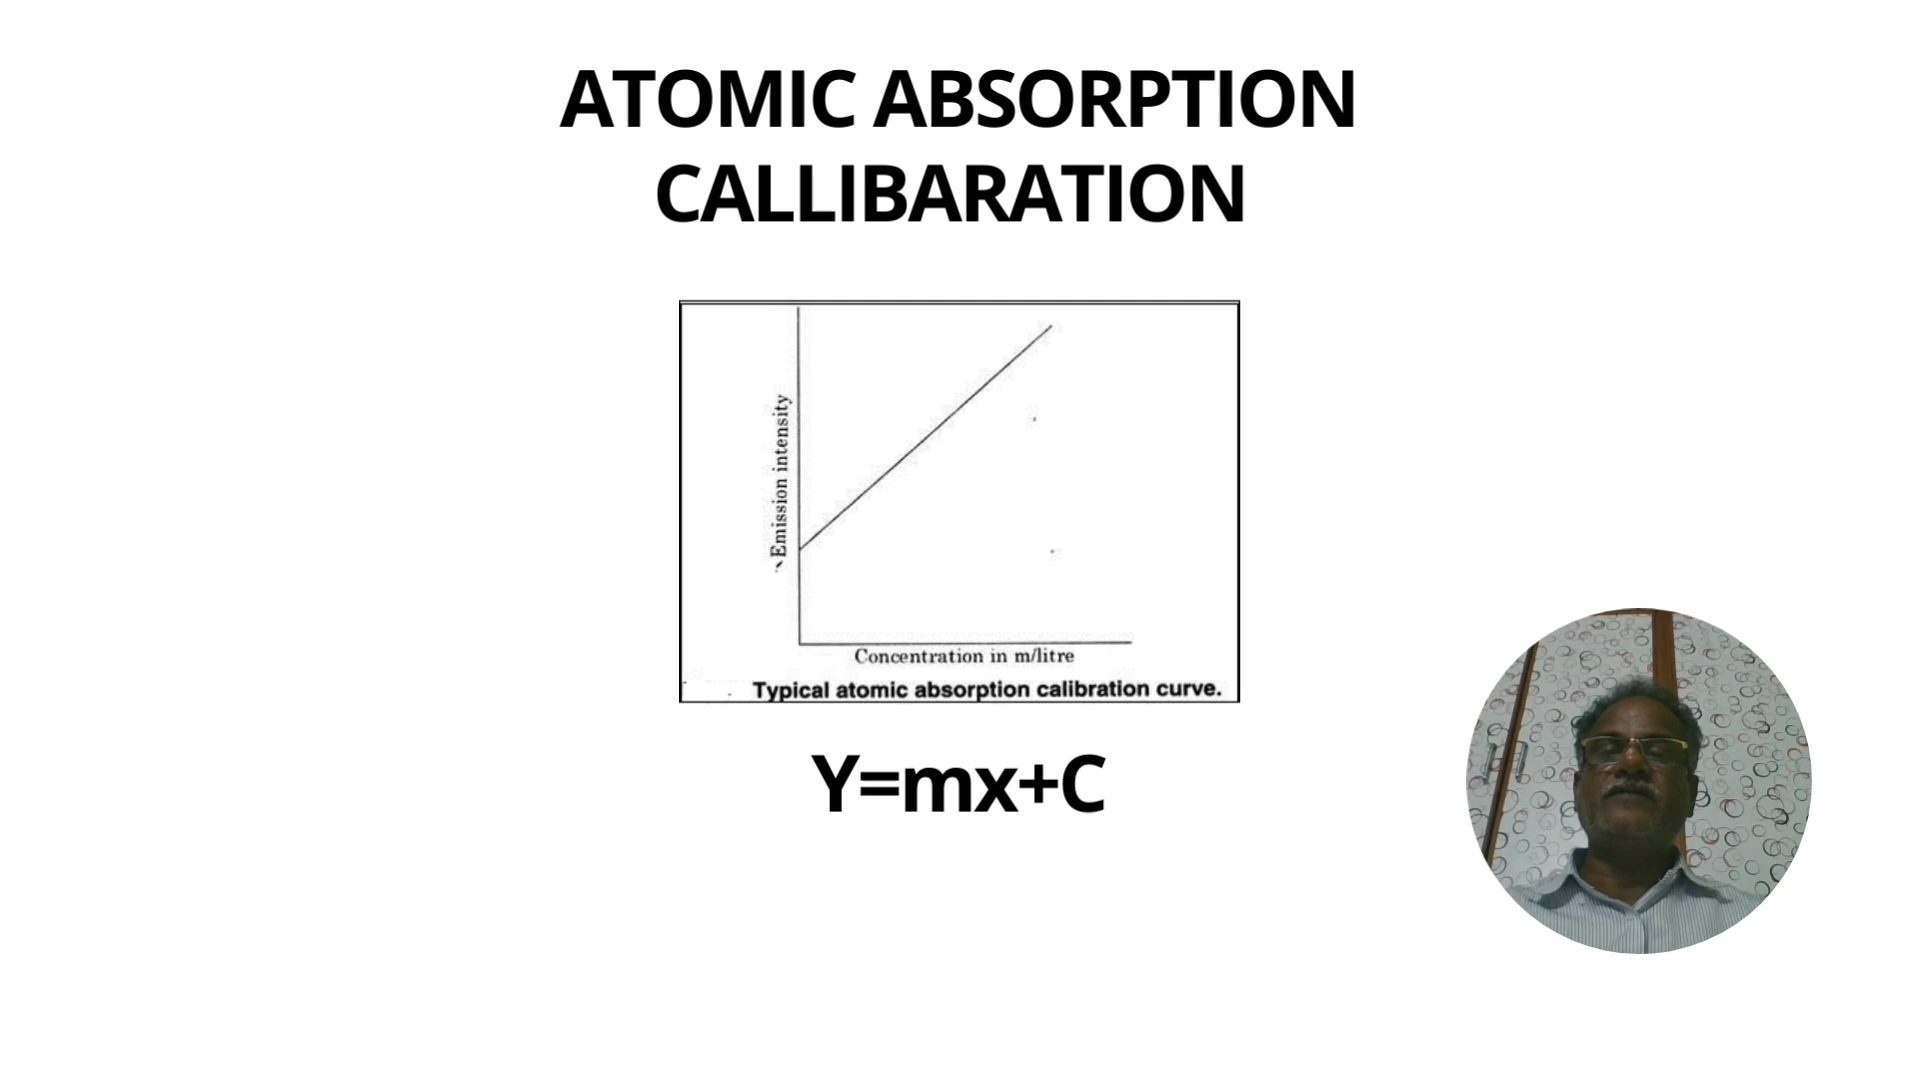 ATOMIC ABSORPTION
CALLIBARATION
Emission intensity
Concentration in m/litre
Typical atomic absorption calibration curve.
Y=mx+C